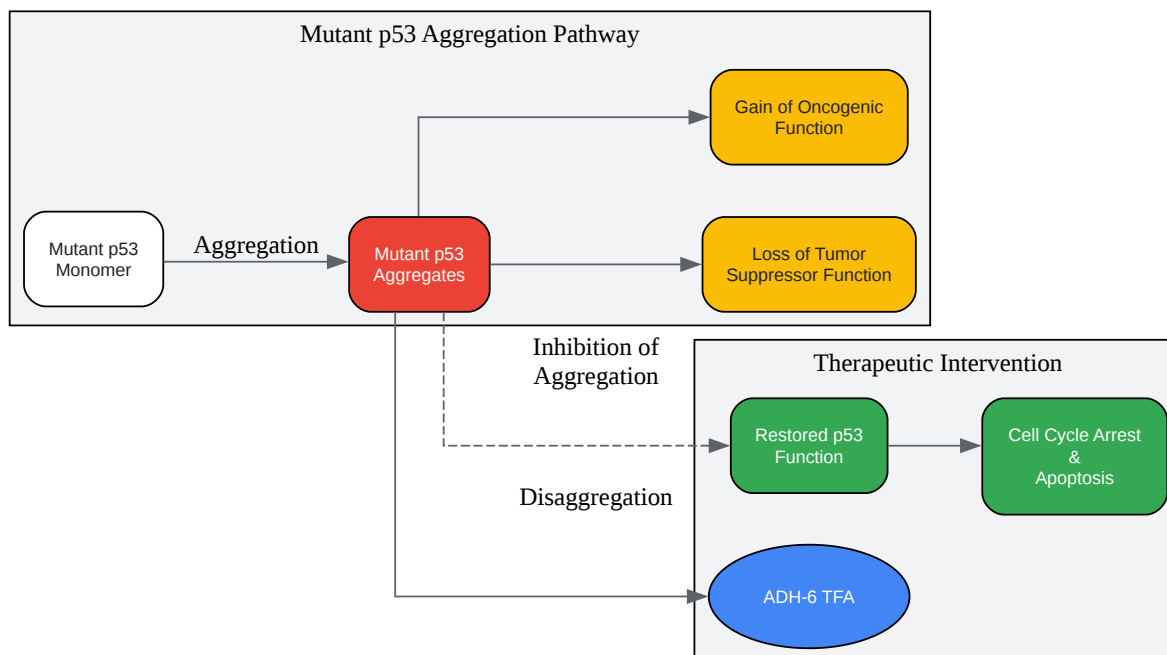 Mutant p53 Aggregation Pathway
Gain of Oncogenic
Function
Mutant p53
Monomer
Aggregation
Mutant p53
Aggregates
Loss of Tumor
Suppressor Function
Inhibition of
Aggregation
Therapeutic Intervention
Restored p53
Function
Cell Cycle Arrest
&
Apoptosis
Disaggregation
ADH-6 TFA